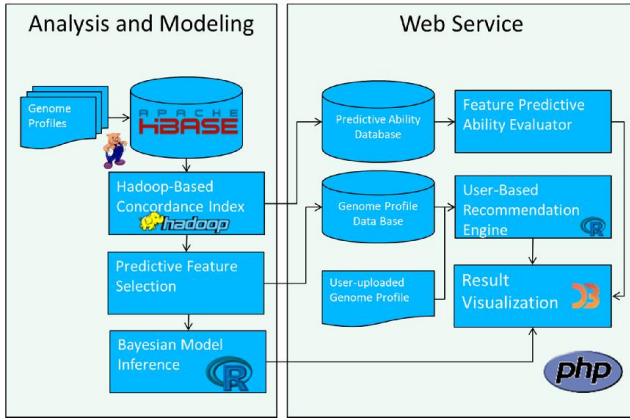 Analysis and Modeling
Genome
Profiles
APACHE
HBASE
Hadoop-Based
Concordance Index
hadoop
Predictive Feature
Selection
Bayesian Model
Inference
R
Web Service
Predictive Ability
Database
Feature Predictive
Ability Evaluator
Genome Profile
Data Base
User-Based
Recommendation
Engine
R
User-uploaded
Genome Profile
Result
Visualization
D3
php